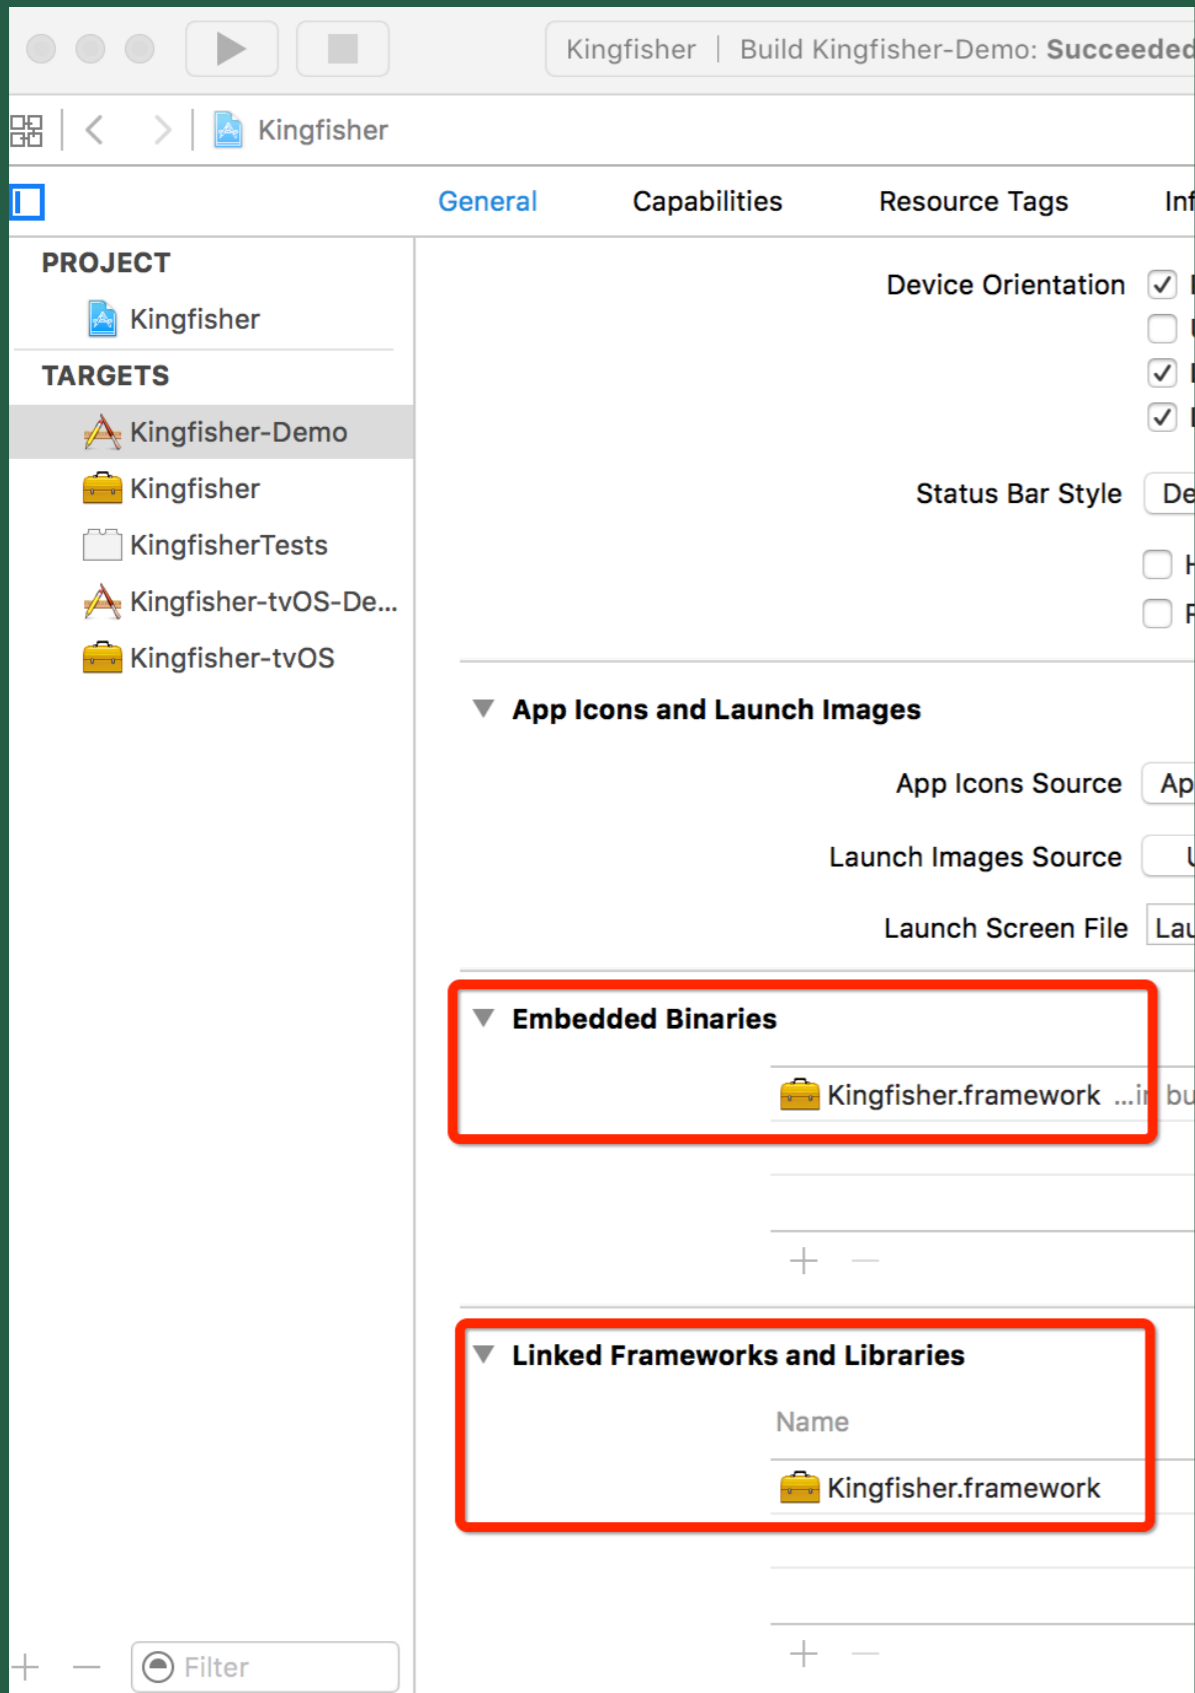 Kingfisher | Build Kingfisher-Demo: Succeeded
Kingfisher
General Capabilities Resource Tags
PROJECT
Kingfisher
TARGETS
Kingfisher-Demo
Kingfisher
KingfisherTests
Kingfisher-tvOS-De...
Kingfisher-tvOS
Device Orientation
Status Bar Style
App Icons and Launch Images
App Icons Source
Launch Images Source
Launch Screen File
Embedded Binaries
Kingfisher.framework ...in
Linked Frameworks and Libraries
Name
Kingfisher.framework
Filter